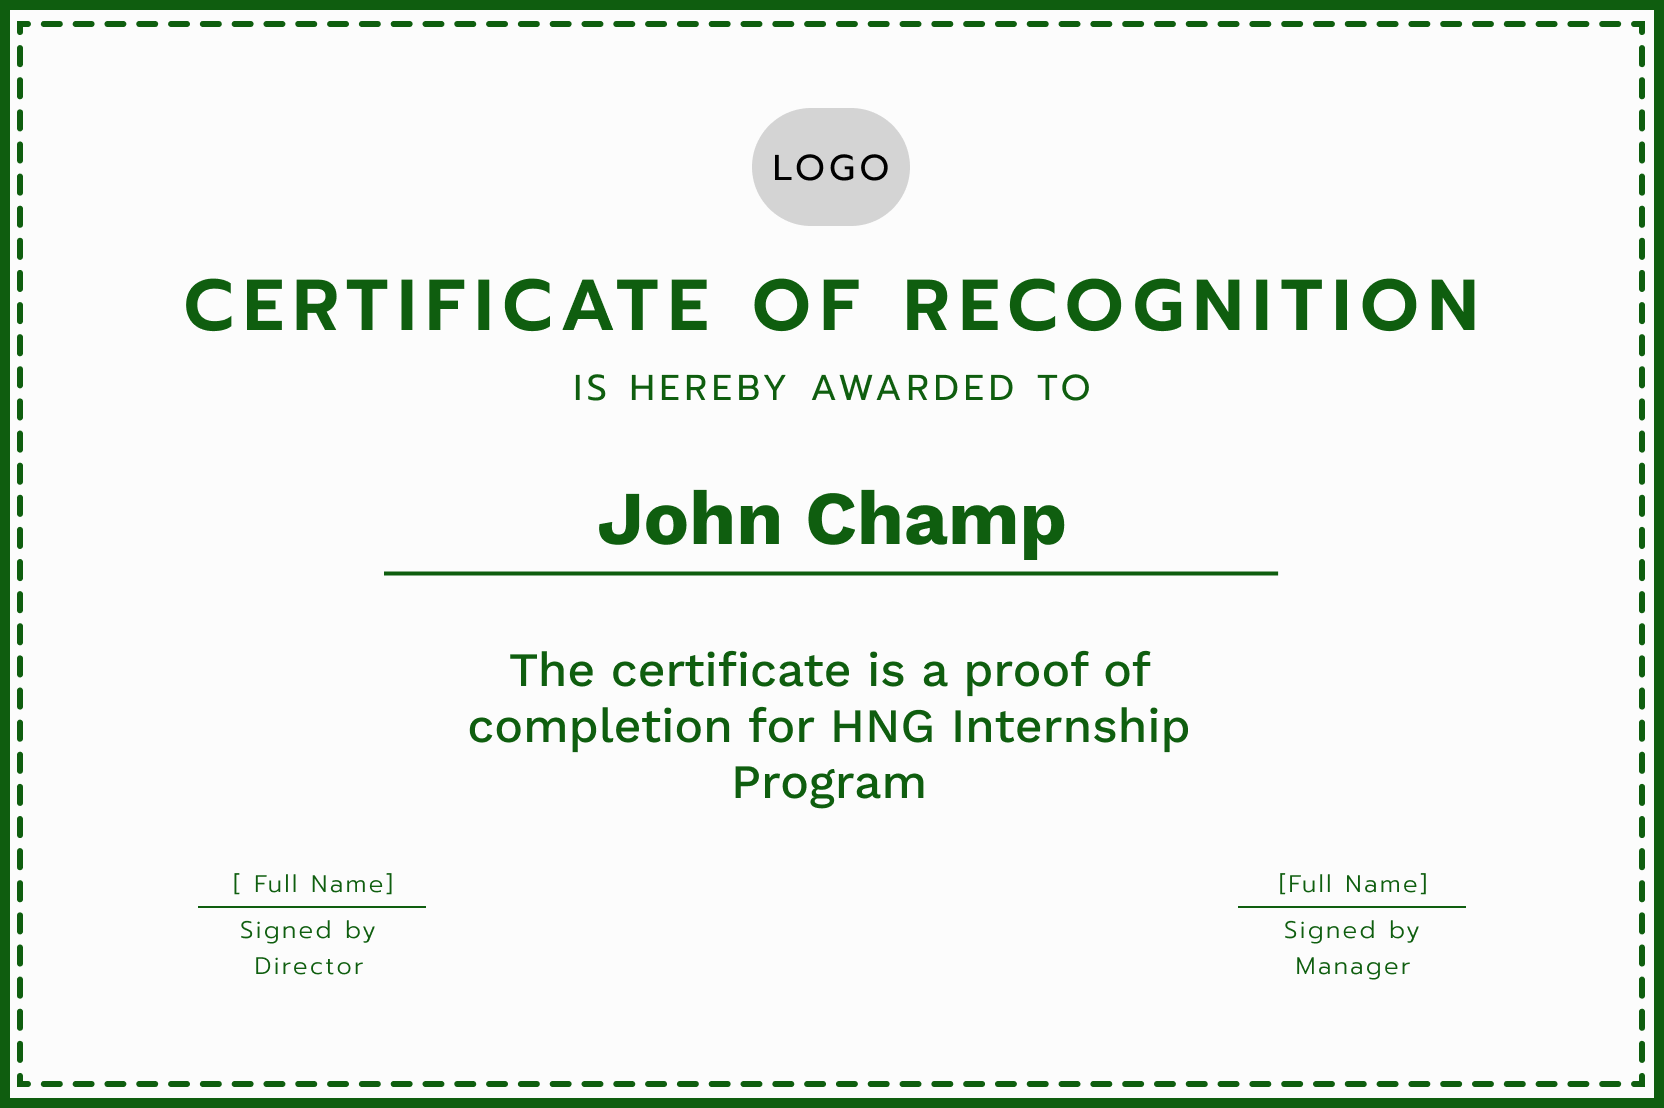 LOGO
CERTIFICATE OF RECOGNITION
IS HEREBY AWARDED TO
John Champ
The certificate is a proof of
completion for HNG Internship
Program
[ Full Name]
Signed by
Director
[Full Name]
Signed by
Manager